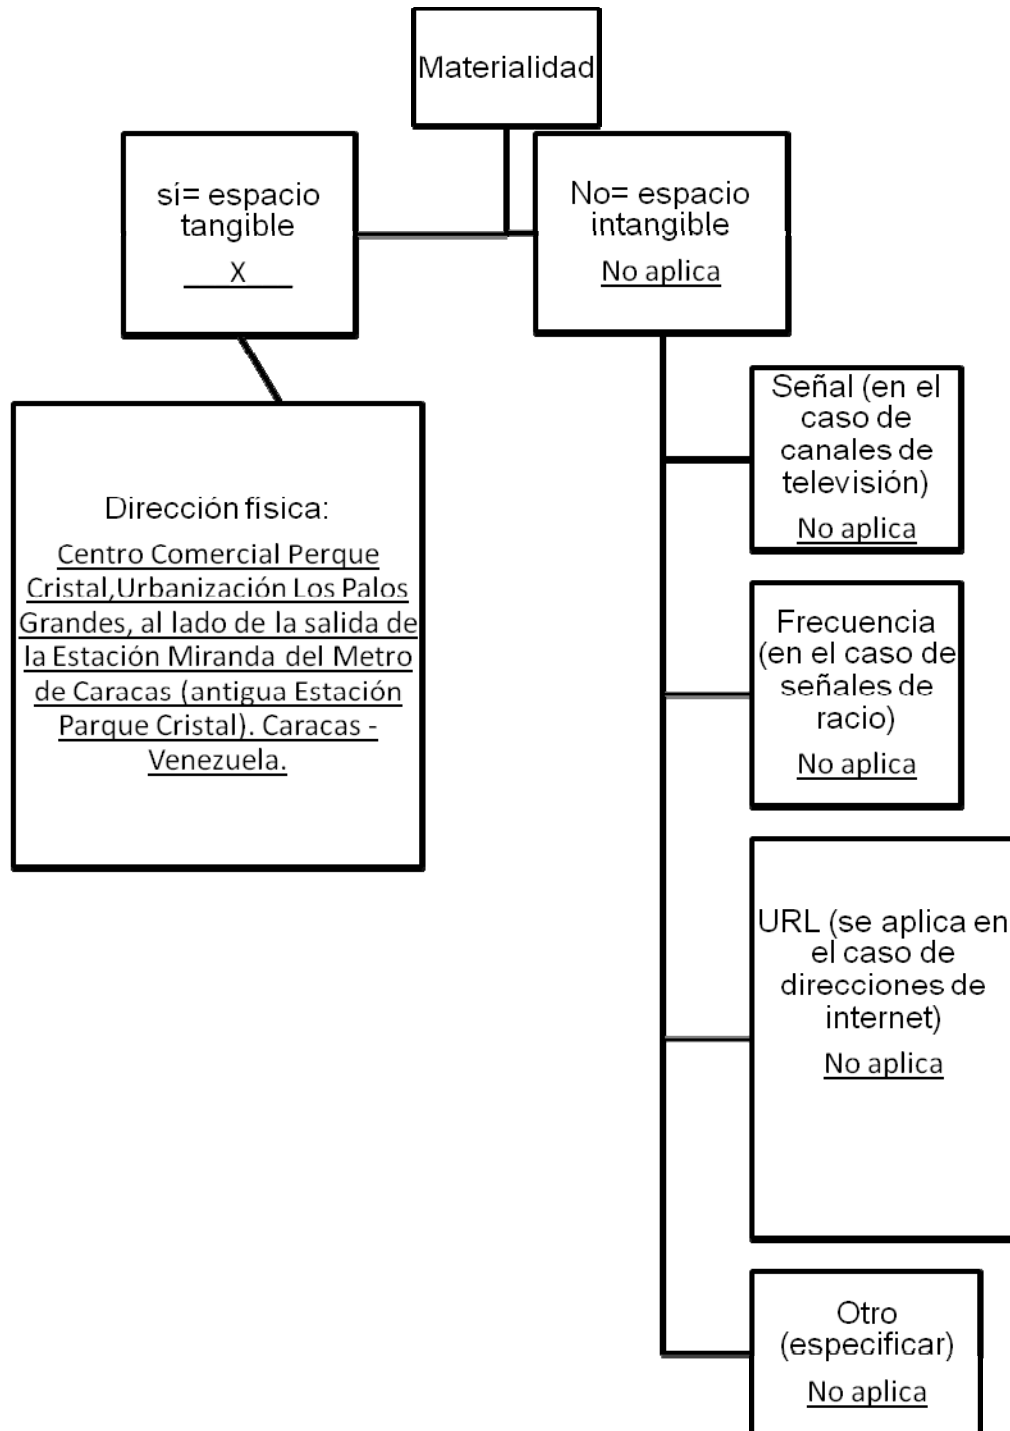 Materialidad
sí= espacio
tangible
X
No= espacio
intangible
No aplica
Dirección física:
Centro Comercial Perque
Cristal,Urbanización Los Palos
Grandes, al lado de la salida de
la Estación Miranda del Metro
de Caracas (antigua Estación
Parque Cristal). Caracas -
Venezuela.
Señal (en el
caso de
canales de
televisión)
No aplica
Frecuencia
(en el caso de
señales de
racio)
No aplica
URL (se aplica en
el caso de
direcciones de
internet)
No aplica
Otro
(especificar)
No aplica